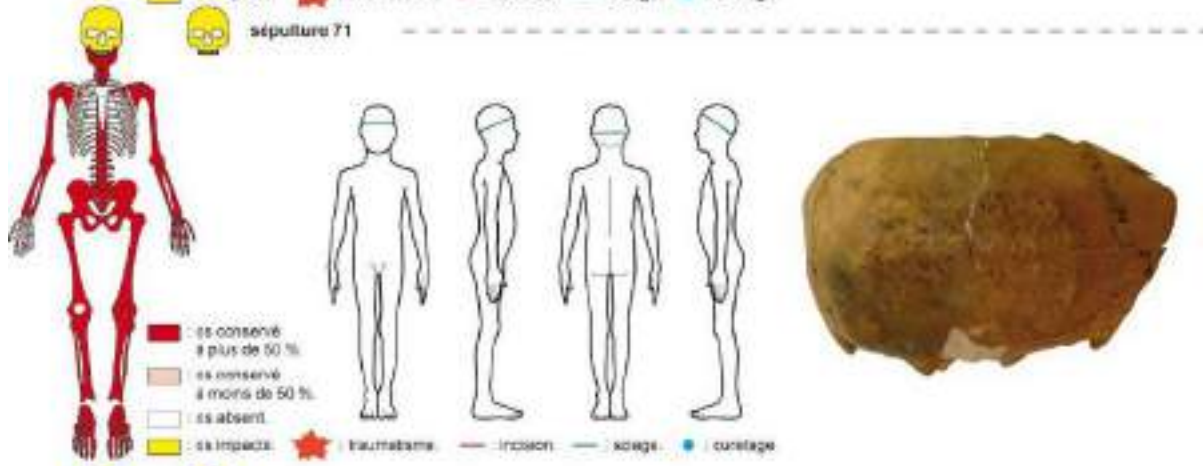 sépulture 71
: os conservé
à plus de 50 %.
: os conservé
à moins de 50 %.
: os absent.
: os impacté. : traumatisme. : incision. : sciage. : curetage.